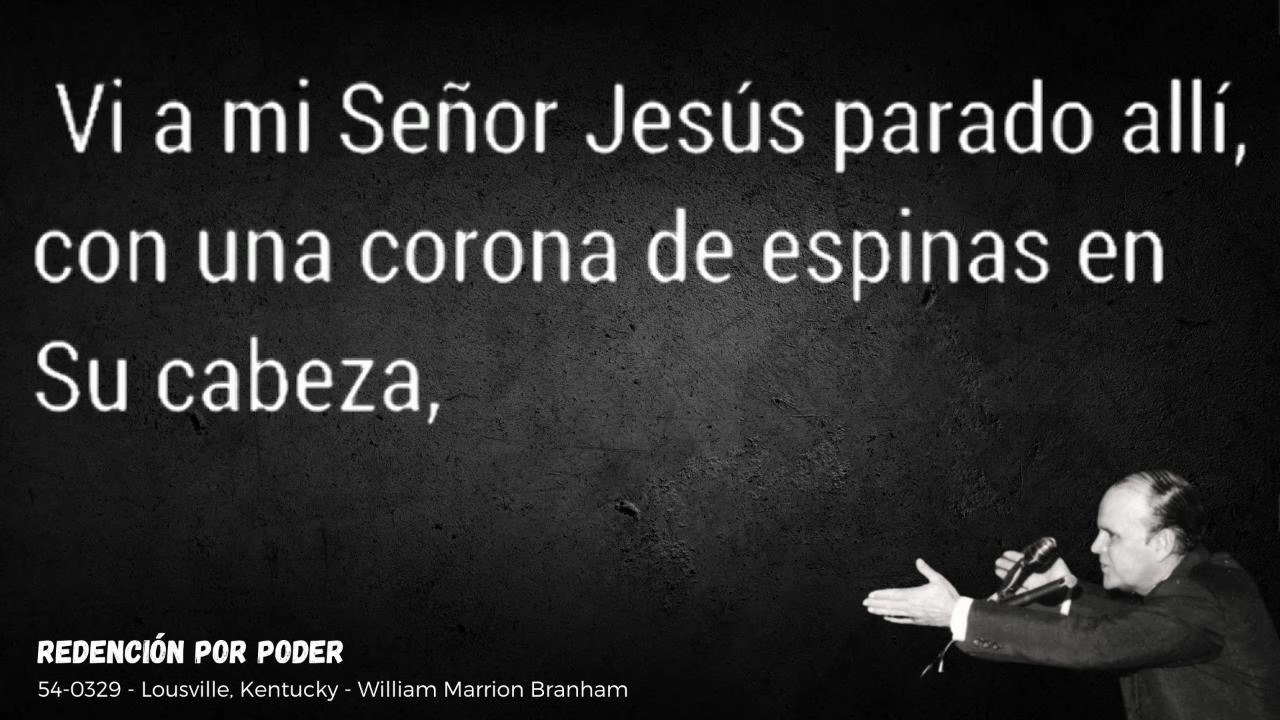 Vi a mi Señor Jesús parado allí,
con una corona de espinas en
Su cabeza,
REDENCIÓN POR PODER
54-0329 - Lousville, Kentucky - William Marrion Branham